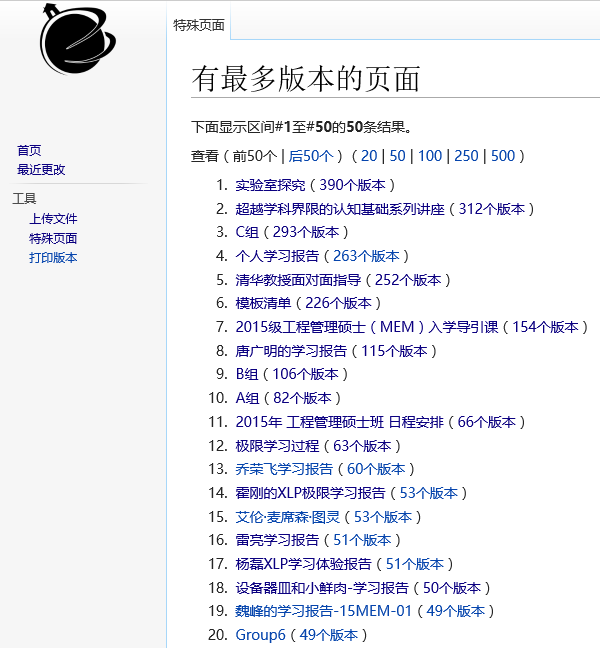 特殊页面
有最多版本的页面
下面显示区间#1至#50的50条结果。
查看（前50个 | 后50个）（20 | 50 | 100 | 250 | 500）
首页
最近更改
工具
上传文件
特殊页面
打印版本
1. 实验室探究（390个版本）
2. 超越学科界限的认知基础系列讲座（312个版本）
3. C组（293个版本）
4. 个人学习报告（263个版本）
5. 清华教授面对面指导（252个版本）
6. 模板清单（226个版本）
7. 2015级工程管理硕士（MEM）入学导引课（154个版本）
8. 唐广明的学习报告（115个版本）
9. B组（106个版本）
10. A组（82个版本）
11. 2015年 工程管理硕士班 日程安排（66个版本）
12. 极限学习过程（63个版本）
13. 乔荣飞学习报告（60个版本）
14. 霍刚的XLP极限学习报告（53个版本）
15. 艾伦·麦席森·图灵（53个版本）
16. 雷亮学习报告（51个版本）
17. 杨磊XLP学习体验报告（51个版本）
18. 设备器皿和小鲜肉-学习报告（50个版本）
19. 魏峰的学习报告-15MEM-01（49个版本）
20. Group6（49个版本）